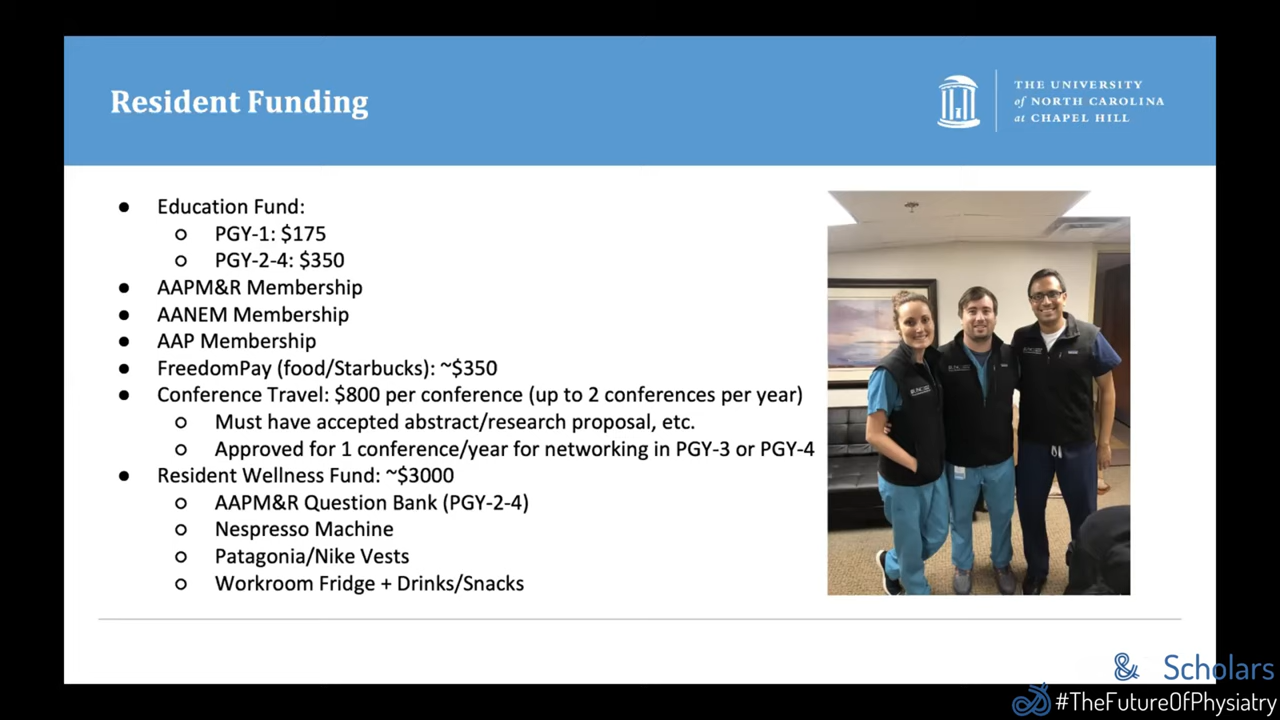 Resident Funding
THE UNIVERSITY
of NORTH CAROLINA
at CHAPEL HILL
● Education Fund:
○ PGY-1: $175
○ PGY-2-4: $350
● AAPM&R Membership
● AANEM Membership
● AAP Membership
● FreedomPay (food/Starbucks): ~$350
● Conference Travel: $800 per conference (up to 2 conferences per year)
○ Must have accepted abstract/research proposal, etc.
○ Approved for 1 conference/year for networking in PGY-3 or PGY-4
● Resident Wellness Fund: ~$3000
○ AAPM&R Question Bank (PGY-2-4)
○ Nespresso Machine
○ Patagonia/Nike Vests
○ Workroom Fridge + Drinks/Snacks
& Scholars
#TheFutureOfPhysiatry